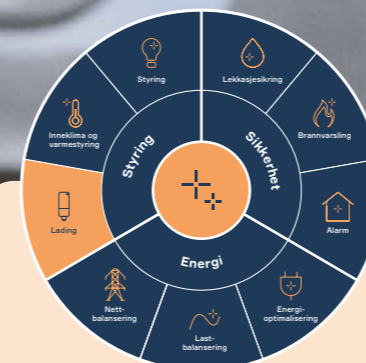 Styring
Lekkasjesikring
Inneklima og
varmestyring
Brannvarsling
Styring
Sikkerhet
Lading
Alarm
Energi
Nett-
balansering
Energi-
optimalisering
Last-
balansering